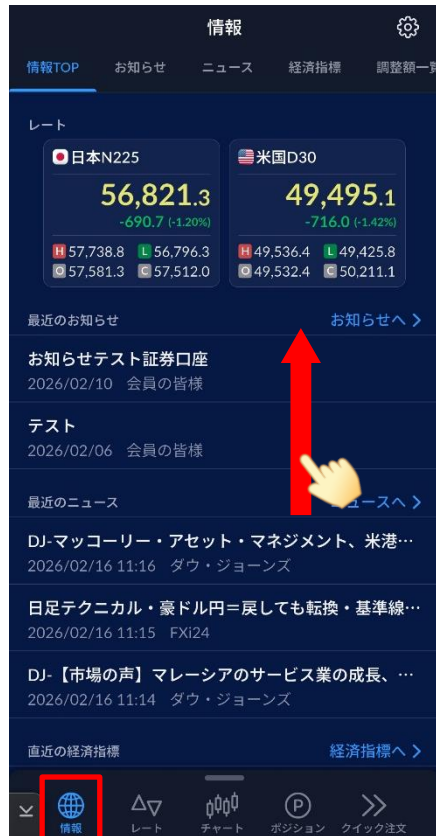 情報
情報TOP お知らせ ニュース 経済指標 調整額一覧
レート
日本N225 米国D30
56,821.3 49,495.1
-690.7 (-1.20%) -716.0 (-1.42%)
H 57,738.8 L 56,796.3 H 49,536.4 L 49,425.8
O 57,581.3 C 57,512.0 O 49,532.4 C 50,211.1
最近のお知らせ お知らせへ
お知らせテスト証券口座
2026/02/10 会員の皆様
テスト
2026/02/06 会員の皆様
最近のニュース ュースへ
DJ-マッコーリー・アセット・マネジメント、米港…
2026/02/16 11:16 ダウ・ジョーンズ
日足テクニカル・豪ドル円=戻しても転換・基準線…
2026/02/16 11:15 FXi24
DJ-【市場の声】マレーシアのサービス業の成長、…
2026/02/16 11:14 ダウ・ジョーンズ
直近の経済指標 経済指標へ
情報 レート チャート ポジション クイック注文